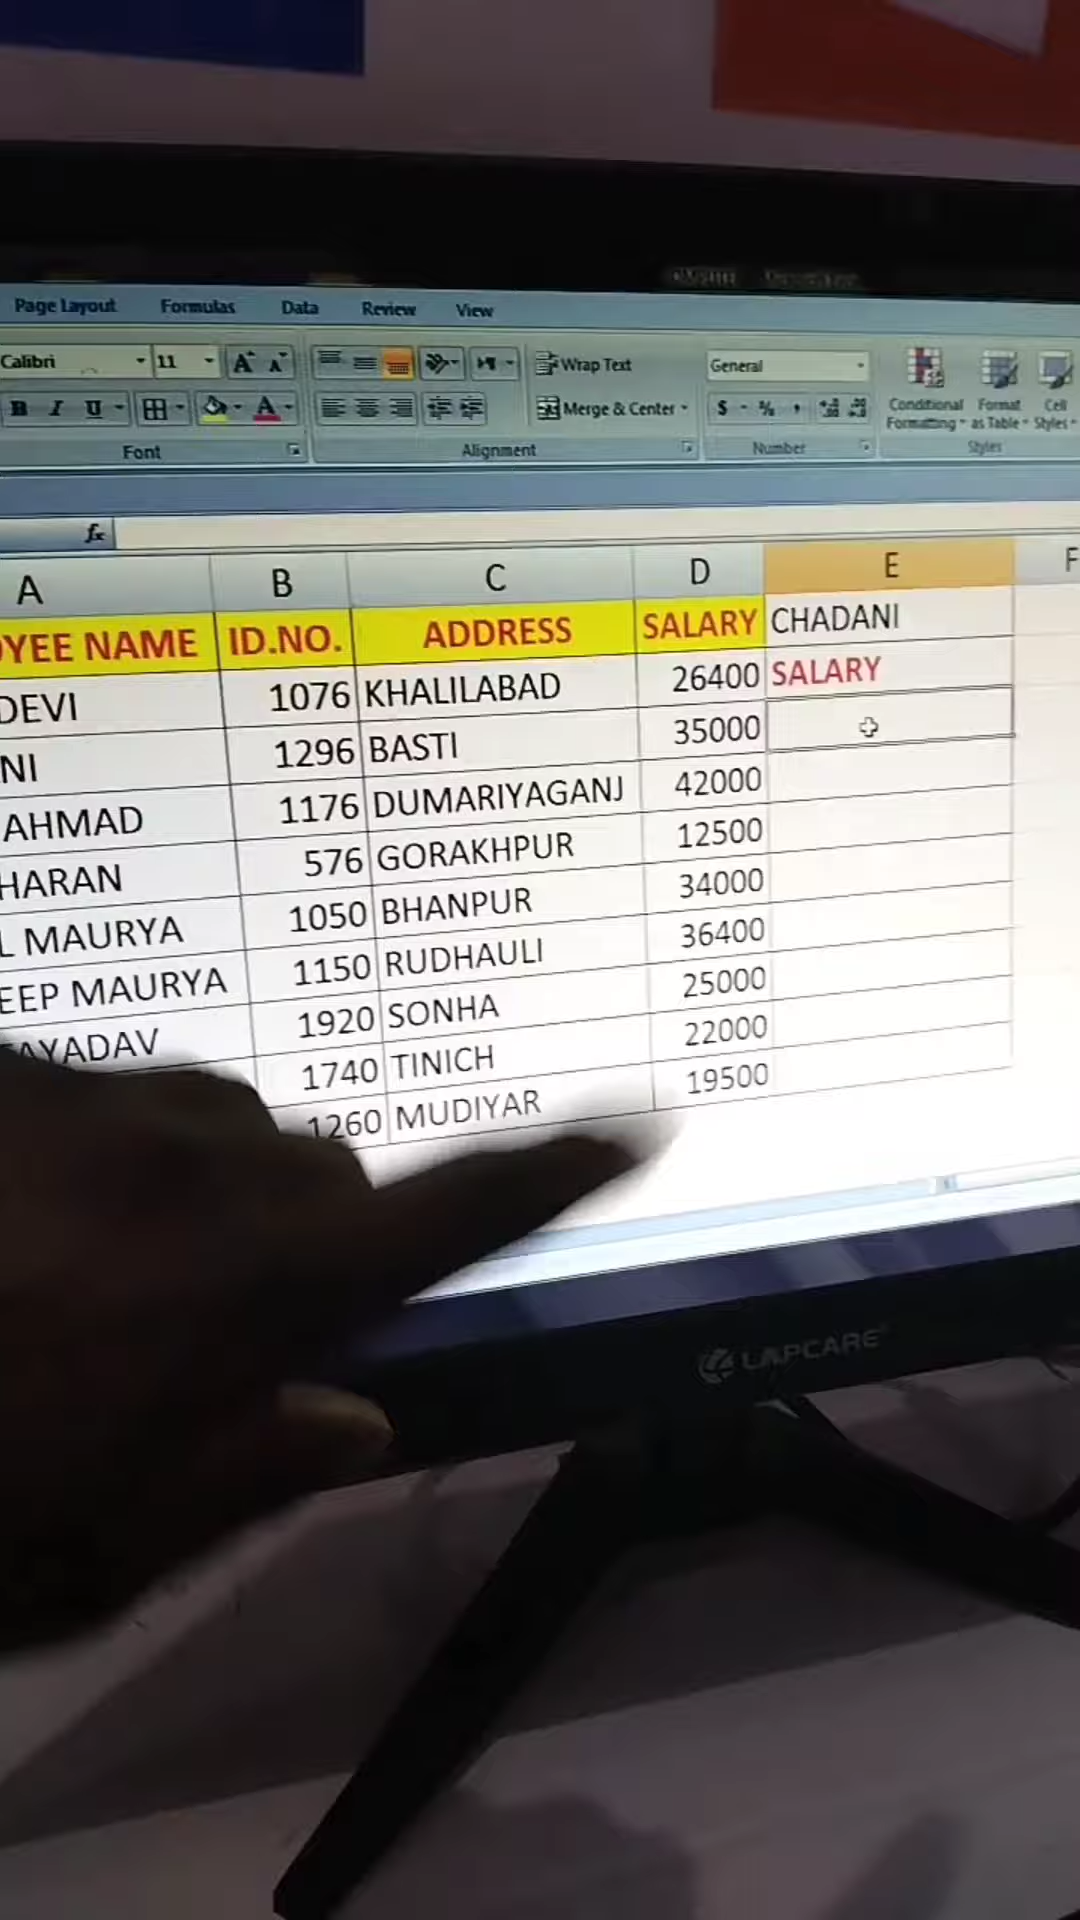 Page Layout Formulas Data Review View
Calibri 11 A A Wrap Text General
B I U A Merge & Center $ % , Conditional Formatting Format as Table Cell Styles
Font Alignment Number Styles
fx
A B C D E F
OYEE NAME ID.NO. ADDRESS SALARY CHADANI
DEVI 1076 KHALILABAD 26400 SALARY
NI 1296 BASTI 35000
AHMAD 1176 DUMARIYAGANJ 42000
HARAN 576 GORAKHPUR 12500
L MAURYA 1050 BHANPUR 34000
EEP MAURYA 1150 RUDHAULI 36400
AYADAV 1920 SONHA 25000
1740 TINICH 22000
1260 MUDIYAR 19500
LAPCARE